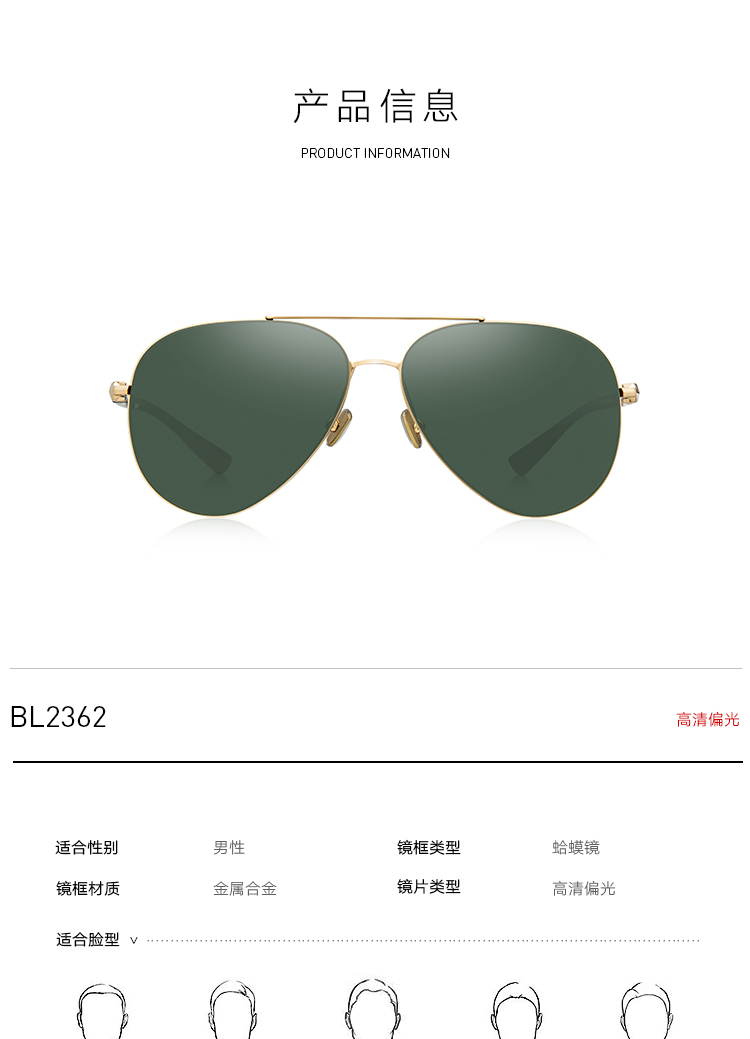 产品信息
PRODUCT INFORMATION
BL2362
高清偏光
适合性别 男性 镜框类型 蛤蟆镜
镜框材质 金属合金 镜片类型 高清偏光
适合脸型